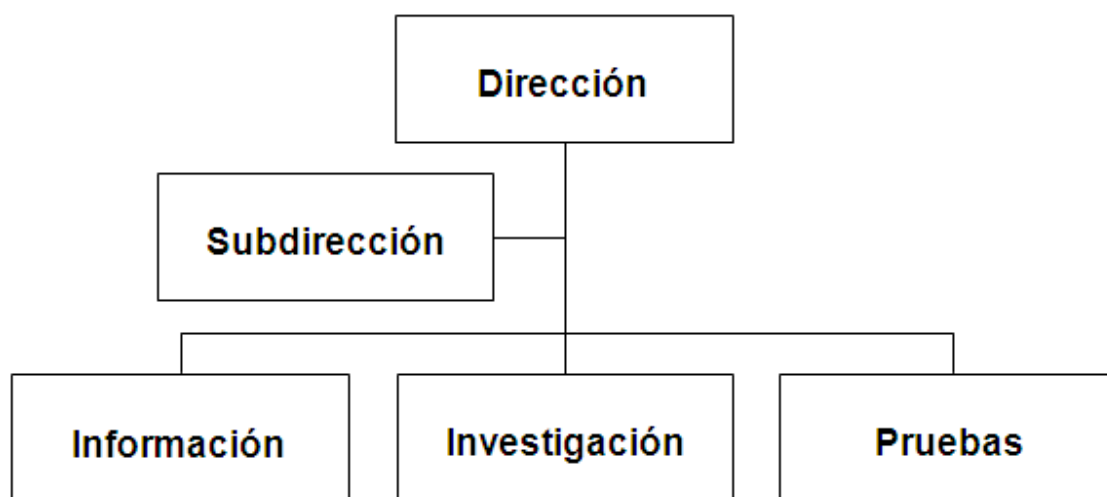 Dirección
Subdirección
Información
Investigación
Pruebas